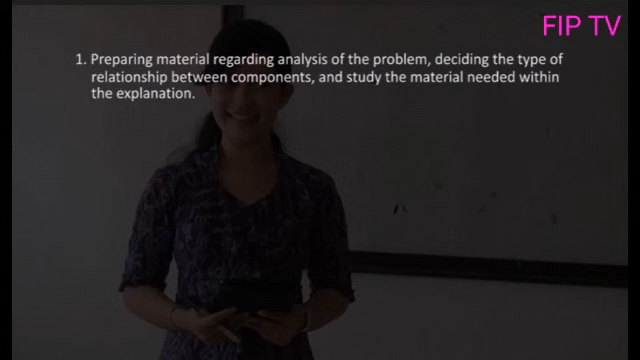 FIP TV
1. Preparing material regarding analysis of the problem, deciding the type of
relationship between components, and study the material needed within
the explanation.